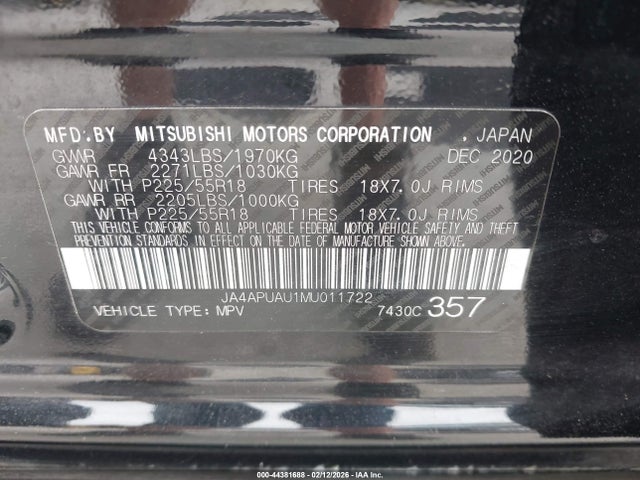 MFD.BY MITSUBISHI MOTORS CORPORATION , JAPAN
GVWR 4343LBS/1970KG DEC 2020
GAWR FR 2271LBS/1030KG
WITH P225/55R18 TIRES 18X7.0J RIMS
GAWR RR 2205LBS/1000KG
WITH P225/55R18 TIRES 18X7.0J RIMS
THIS VEHICLE CONFORMS TO ALL APPLICABLE FEDERAL MOTOR VEHICLE SAFETY AND THEFT
PREVENTION STANDARDS IN EFFECT ON THE DATE OF MANUFACTURE SHOWN ABOVE.
JA4APUAU1MU011722
VEHICLE TYPE: MPV 7430C 357
000-44381688 - 02/12/2026 - Copart © IAA, Inc.